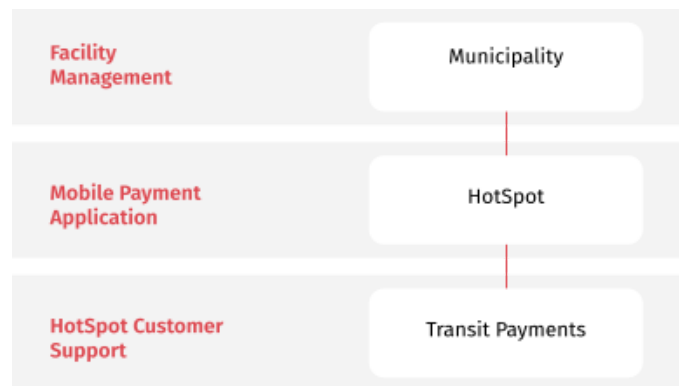 Facility
Management
Municipality
Mobile Payment
Application
HotSpot
HotSpot Customer
Support
Transit Payments